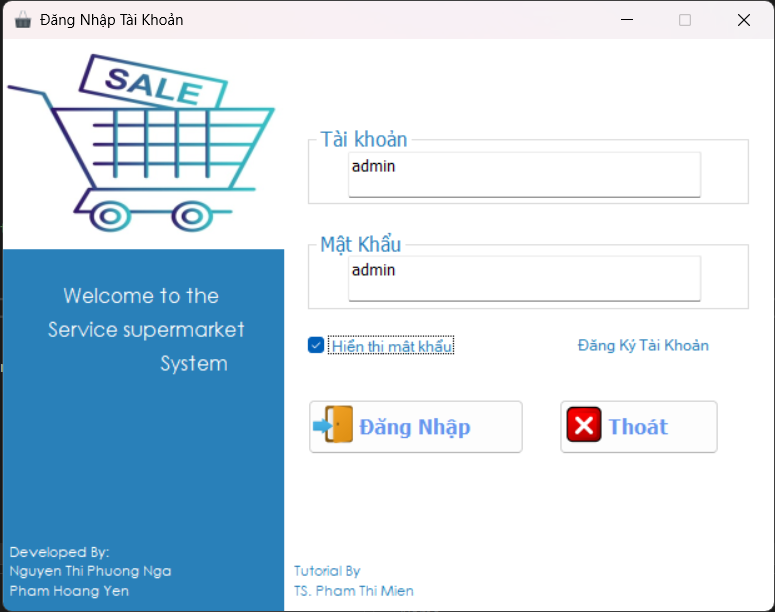 Đăng Nhập Tài Khoản
SALE
Tài khoản
admin
Mật Khẩu
admin
Hiển thi mật khẩu
Đăng Ký Tài Khoản
Đăng Nhập
Thoát
Welcome to the
Service supermarket
System
Developed By:
Nguyen Thi Phuong Nga
Pham Hoang Yen
Tutorial By
TS. Pham Thi Mien